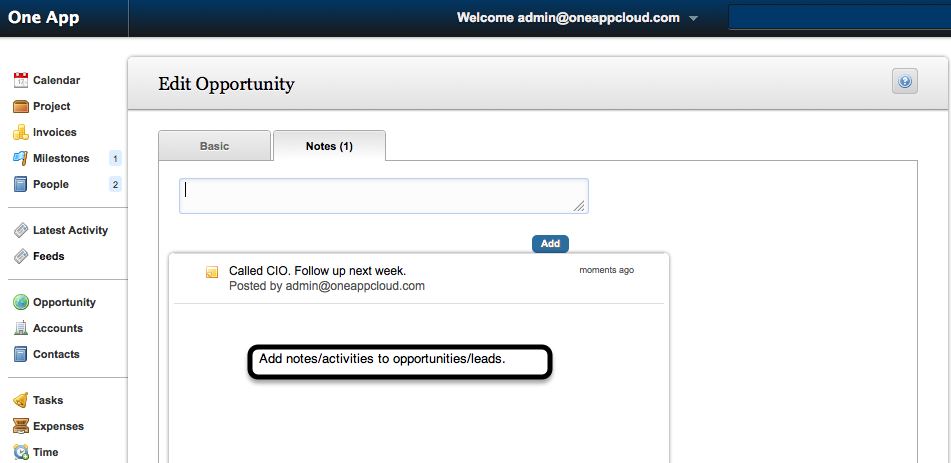 One App
Welcome admin@oneappcloud.com
Calendar
Project
Invoices
Milestones 1
People 2
Latest Activity
Feeds
Opportunity
Accounts
Contacts
Tasks
Expenses
Time
Edit Opportunity
?
Basic
Notes (1)
Add
Called CIO. Follow up next week.
moments ago
Posted by admin@oneappcloud.com
Add notes/activities to opportunities/leads.